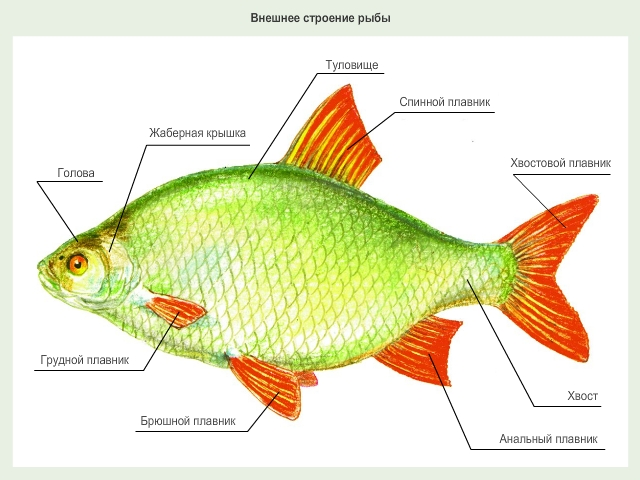 Внешнее строение рыбы
Туловище
Спинной плавник
Жаберная крышка
Хвостовой плавник
Голова
Грудной плавник
Хвост
Брюшной плавник
Анальный плавник